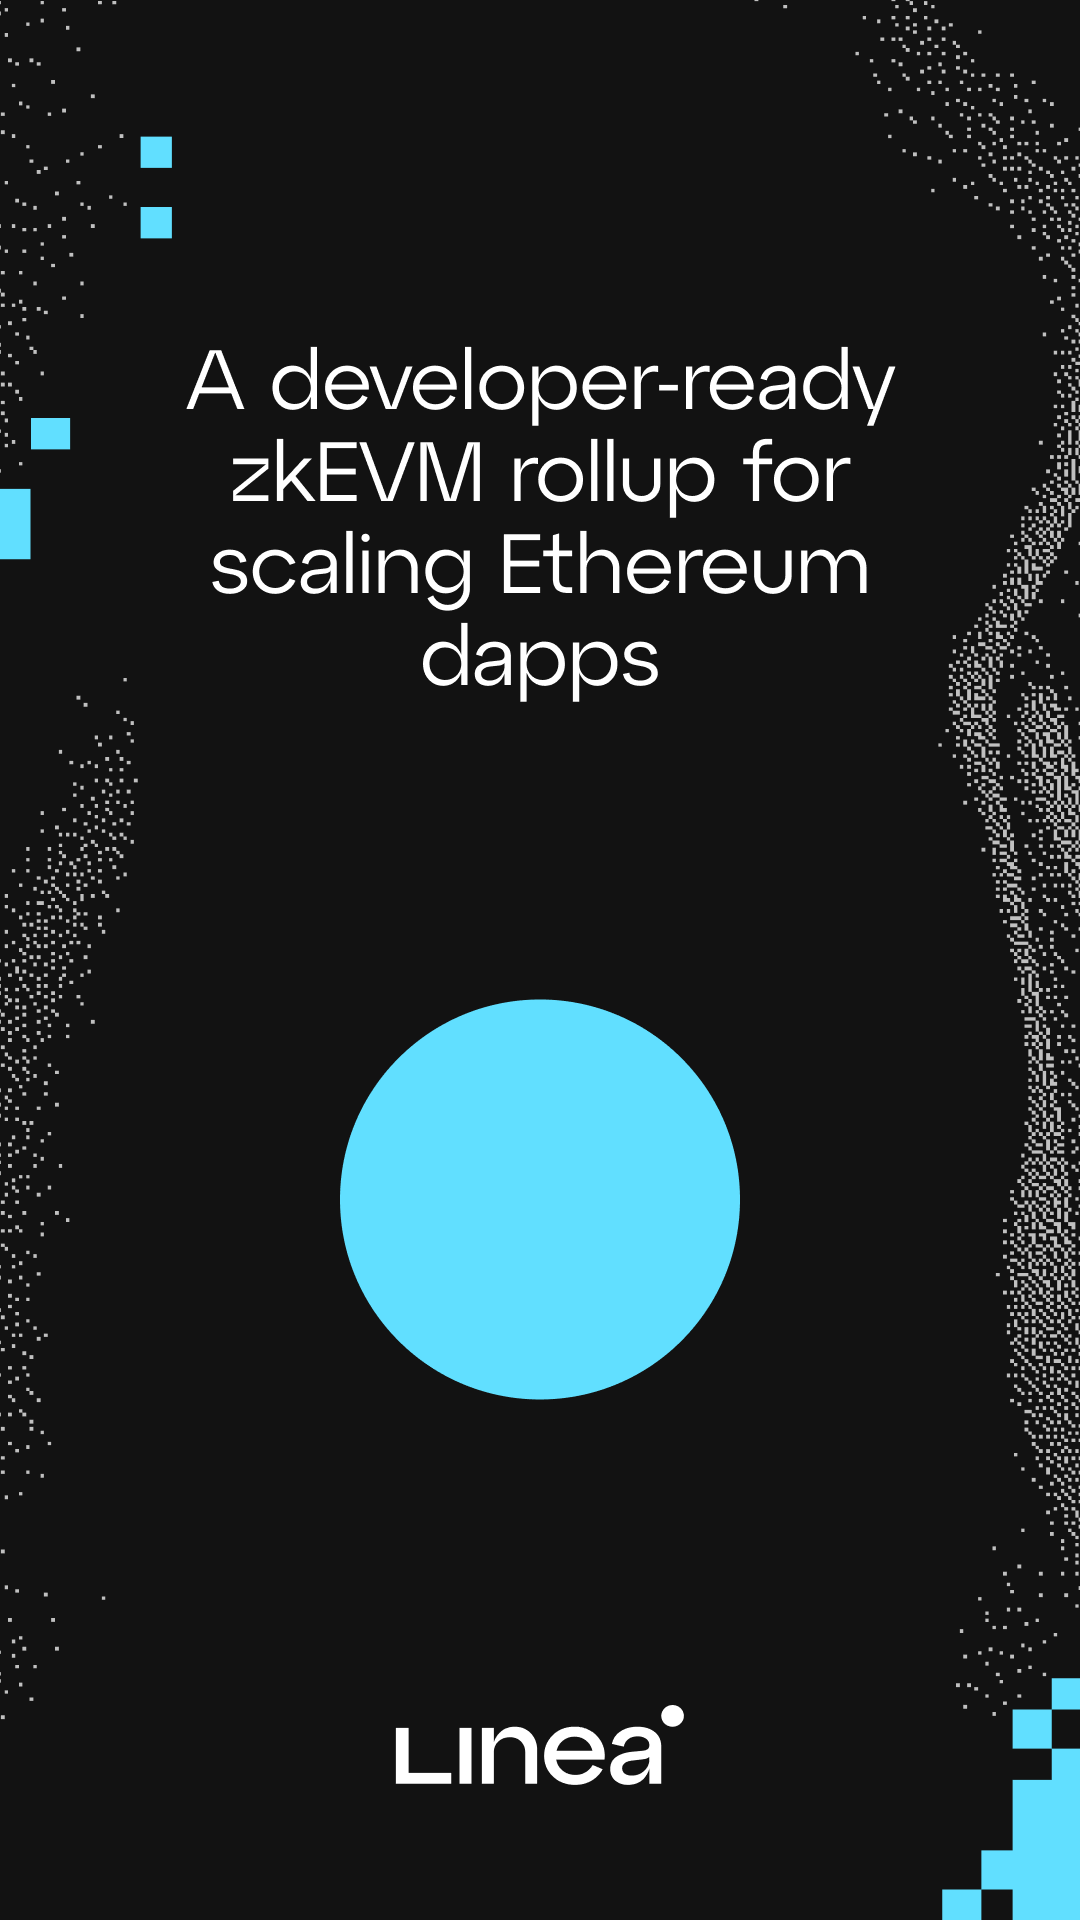 A developer-ready
zkEVM rollup for
scaling Ethereum
dapps
Linea